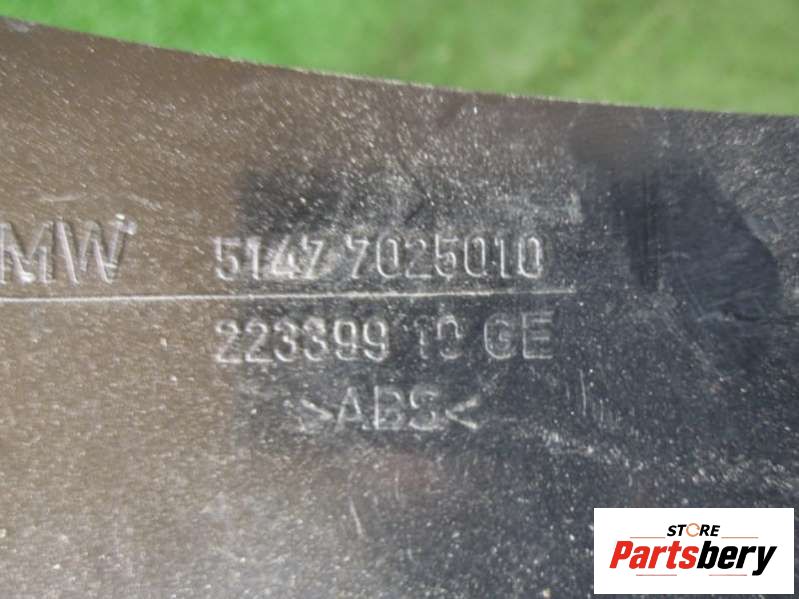 MW 5147 7025010
223399 10 GE
>ABS<
STORE
Partsbery